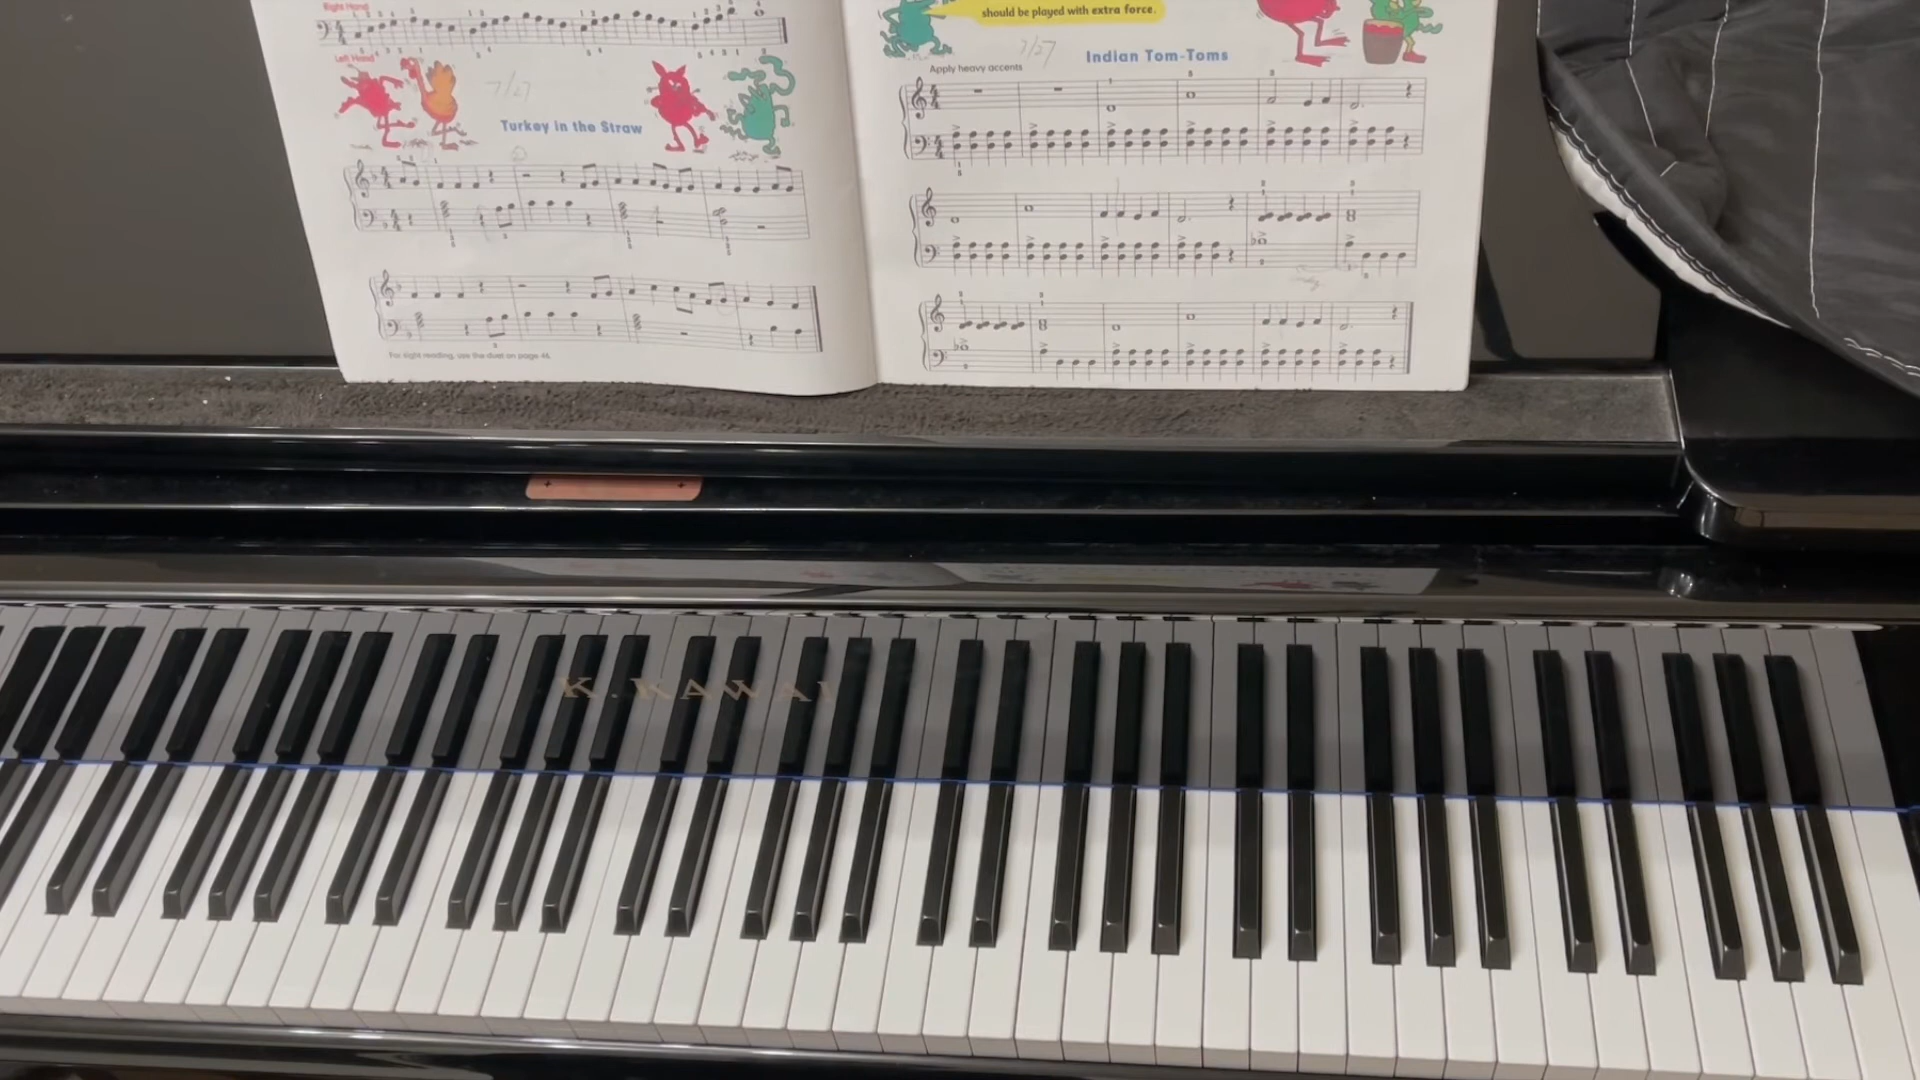 Right Hand
Left Hand
7/27
Turkey in the Straw
For sight reading, use the duet on page 44.
should be played with extra force.
7/27
Indian Tom-Toms
Apply heavy accents
K.KAWAI